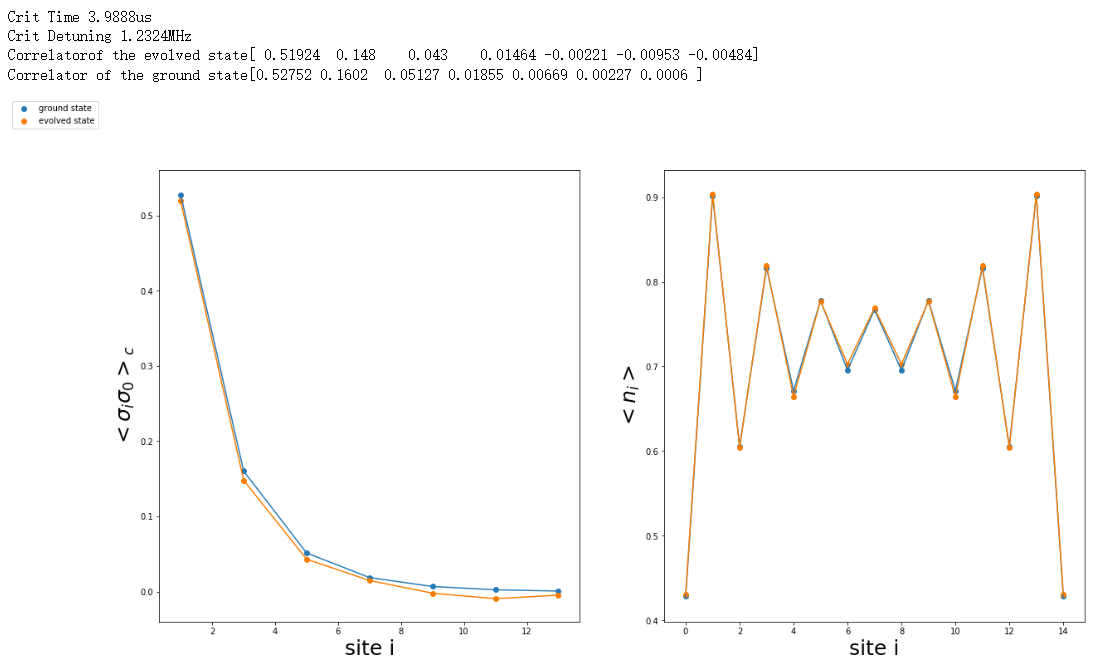 Crit Time 3.9888us
Crit Detuning 1.2324MHz
Correlatorof the evolved state[ 0.51924  0.148    0.043    0.01464 -0.00221 -0.00953 -0.00484]
Correlator of the ground state[0.52752 0.1602  0.05127 0.01855 0.00669 0.00227 0.0006 ]
ground state
evolved state
0.5
0.4
0.3
0.2
0.1
0.0
< σᵢσ₀ > c
2 4 6 8 10 12
site i
0.9
0.8
0.7
0.6
0.5
0.4
< nᵢ >
0 2 4 6 8 10 12 14
site i